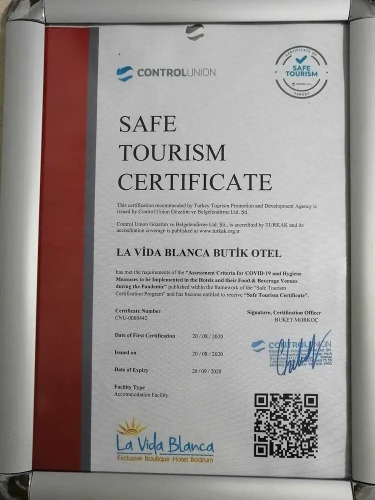 CONTROLUNION
CONTROLUNION
SAFE TOURISM
SAFE
TOURISM
CERTIFICATE
This certification recommended by Turkey Tourism Promotion and Development Agency is
issued by Control Union Gozetim ve Belgelendirme Ltd. Sti.
Control Union Gozetim ve Belgelendirme Ltd. Sti., is accredited by TURKAK and its
accreditation coverage is published at www.turkak.org.tr
LA VİDA BLANCA BUTİK OTEL
has met the requirements of the "Assessment Criteria for COVID-19 and Hygiene
Measures to be Implemented in the Hotels and their Food & Beverage Venues
during the Pandemic" published within the framework of the "Safe Tourism
Certification Program" and has become entitled to receive "Safe Tourism Certificate".
Certificate Number
CNU-0000442
Signature, Certification Officer
BUKET MORKOÇ
Date of First Certification 20 / 08 / 2020
Issued on 20 / 08 / 2020
Date of Expiry 20 / 09 / 2020
CONTROLUNION
Facility Type
Accommodation Facility
La Vida Blanca
Exclusive Boutique Hotel Bodrum